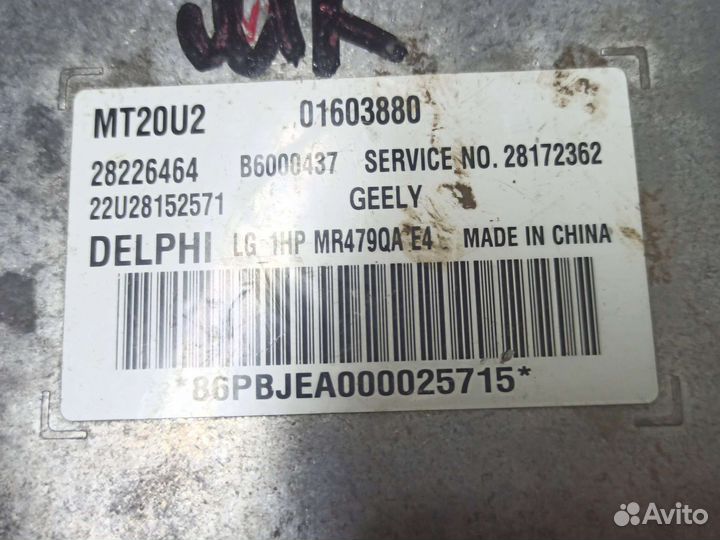 МК
MT20U2 01603880
28226464 B6000437 SERVICE NO. 28172362
22U28152571 GEELY
DELPHI LG 1HP MR479QA E4 MADE IN CHINA
*86PBJEA000025715*
Avito